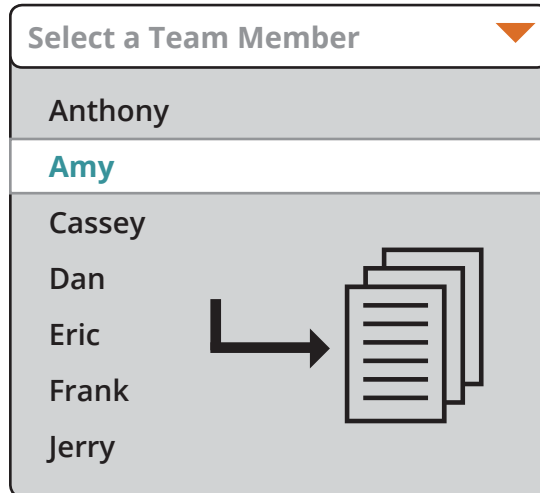 Select a Team Member
Anthony
Amy
Cassey
Dan
Eric
Frank
Jerry